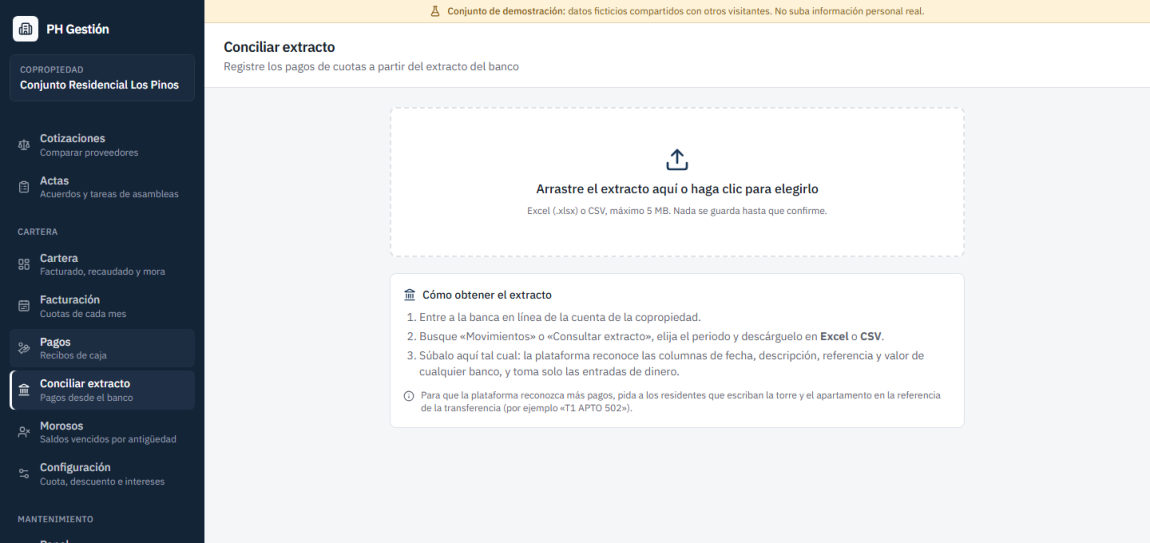 PH Gestión
COPROPIEDAD
Conjunto Residencial Los Pinos
Cotizaciones
Comparar proveedores
Actas
Acuerdos y tareas de asambleas
CARTERA
Cartera
Facturado, recaudado y mora
Facturación
Cuotas de cada mes
Pagos
Recibos de caja
Conciliar extracto
Pagos desde el banco
Morosos
Saldos vencidos por antigüedad
Configuración
Cuota, descuento e intereses
MANTENIMIENTO
Conjunto de demostración: datos ficticios compartidos con otros visitantes. No suba información personal real.
Conciliar extracto
Registre los pagos de cuotas a partir del extracto del banco
Arrastre el extracto aquí o haga clic para elegirlo
Excel (.xlsx) o CSV, máximo 5 MB. Nada se guarda hasta que confirme.
Cómo obtener el extracto
1. Entre a la banca en línea de la cuenta de la copropiedad.
2. Busque «Movimientos» o «Consultar extracto», elija el periodo y descárguelo en Excel o CSV.
3. Súbalo aquí tal cual: la plataforma reconoce las columnas de fecha, descripción, referencia y valor de
cualquier banco, y toma solo las entradas de dinero.
Para que la plataforma reconozca más pagos, pida a los residentes que escriban la torre y el apartamento en la referencia
de la transferencia (por ejemplo «T1 APTO 502»).